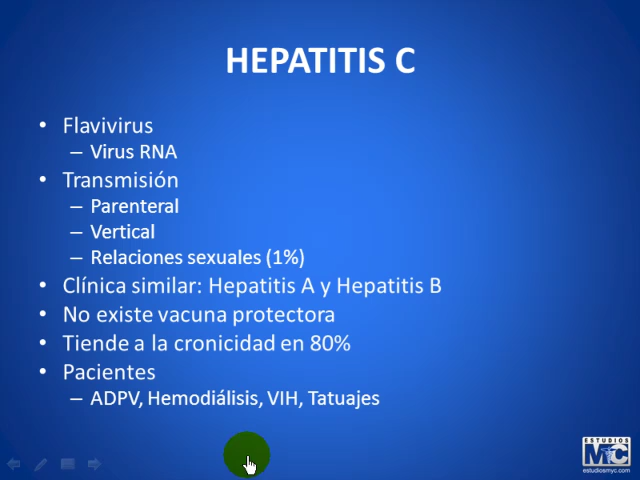 HEPATITIS C
• Flavivirus
– Virus RNA
• Transmisión
– Parenteral
– Vertical
– Relaciones sexuales (1%)
• Clínica similar: Hepatitis A y Hepatitis B
• No existe vacuna protectora
• Tiende a la cronicidad en 80%
• Pacientes
– ADPV, Hemodiálisis, VIH, Tatuajes
ESTUDIOS
MyC
estudiosmyc.com